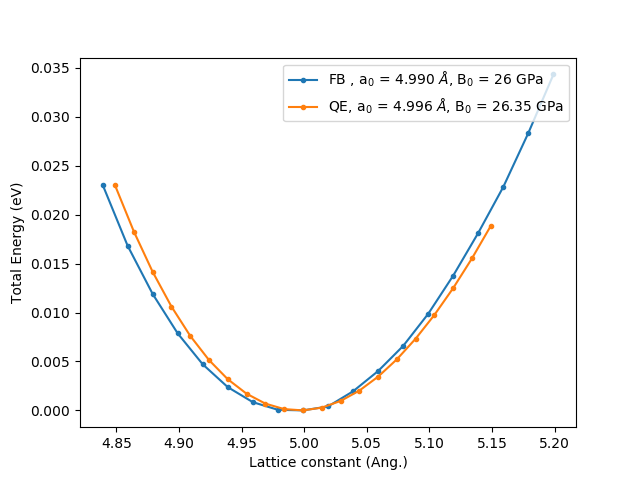 FB , a₀ = 4.990 Å, B₀ = 26 GPa
QE, a₀ = 4.996 Å, B₀ = 26.35 GPa
0.035
0.030
0.025
0.020
0.015
0.010
0.005
0.000
Total Energy (eV)
4.85 4.90 4.95 5.00 5.05 5.10 5.15 5.20
Lattice constant (Ang.)